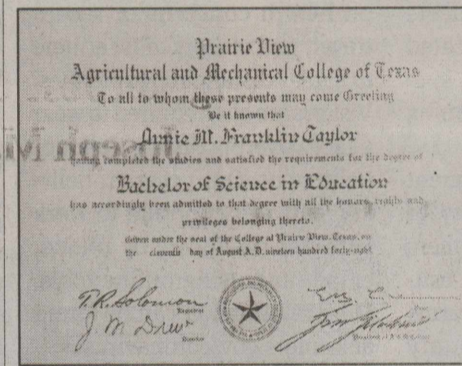 Prairie View
Agricultural and Mechanical College of Texas
To all to whom these presents may come Greeting
Be it known that
Annie M. Franklin Taylor
having completed the studies and satisfied the requirements for the degree of
Bachelor of Science in Education
has accordingly been admitted to that degree with all the honors, rights and
privileges belonging thereto.
Given under the seal of the College at Prairie View, Texas, on
the eleventh day of August A.D. nineteen hundred forty-eight
T. R. Solomon
Registrar
J. M. Drew
Director